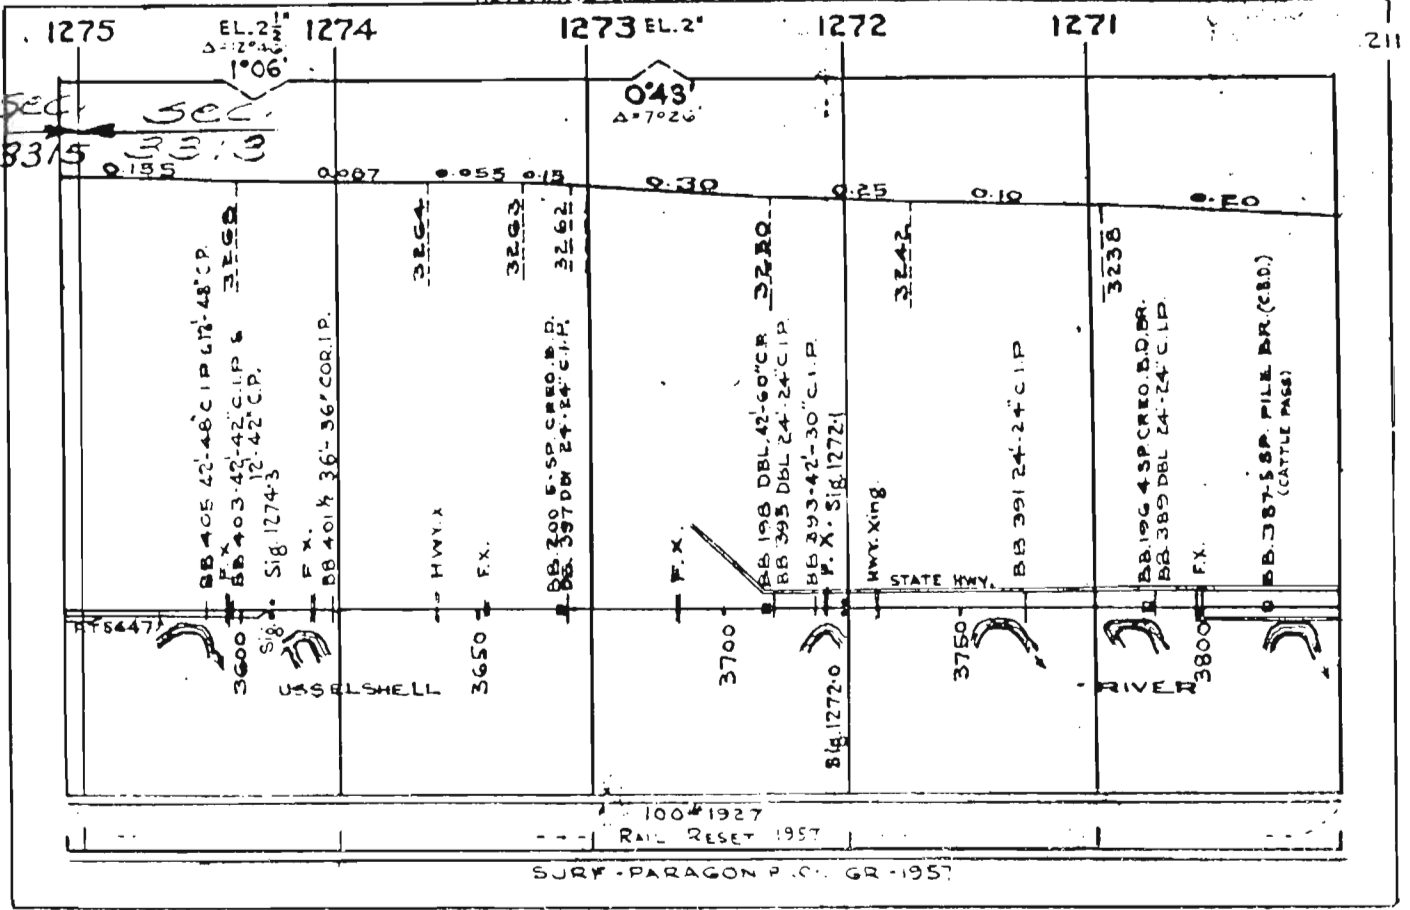 1275
EL. 2½"
1274
1273
EL. 2"
1272
1271
211
1°06'
0°43'
Δ=7°26'
SEC.
SEC.
3315
33:3
0.155
0.087
0.055
0.15
0.30
0.25
0.10
3264
3263
3262
3242
3238
BB 405 42'-48" C I P & 12'-48" C.P.
F.X.
BB 403-42'-42" C.I.P &
12'-42" C.P.
Sig. 1274.3
F.X.
BB 401½ 36'-36" COR.I.P.
HWY.X
F.X.
BB. 200 5-SP. CREO. B.D.
BB. 397 DBL 24'-24" C.I.P.
F.X.
BB 198 DBL. 42'-60" C.P.
BB 395 DBL 24'-24" C.I.P.
BB 393-42'-30" C.I.P.
F.X. Sig. 1272.1
HWY. Xing.
STATE HWY.
BB 391 24'-24" C I P
BB. 196 4 SP. CREO. B.D. BR.
BB 389 DBL 24'-24" C.I.P.
F.X.
BB. 387-5 SP. PILE BR. (C.B.D.)
(CATTLE PASS)
Sig.
3600
3650
3700
3750
3800
USSELSHELL
RIVER
Sig. 1272.0
100# 1927
RAIL RESET 1957
SURF-PARAGON P.C. GR-1957